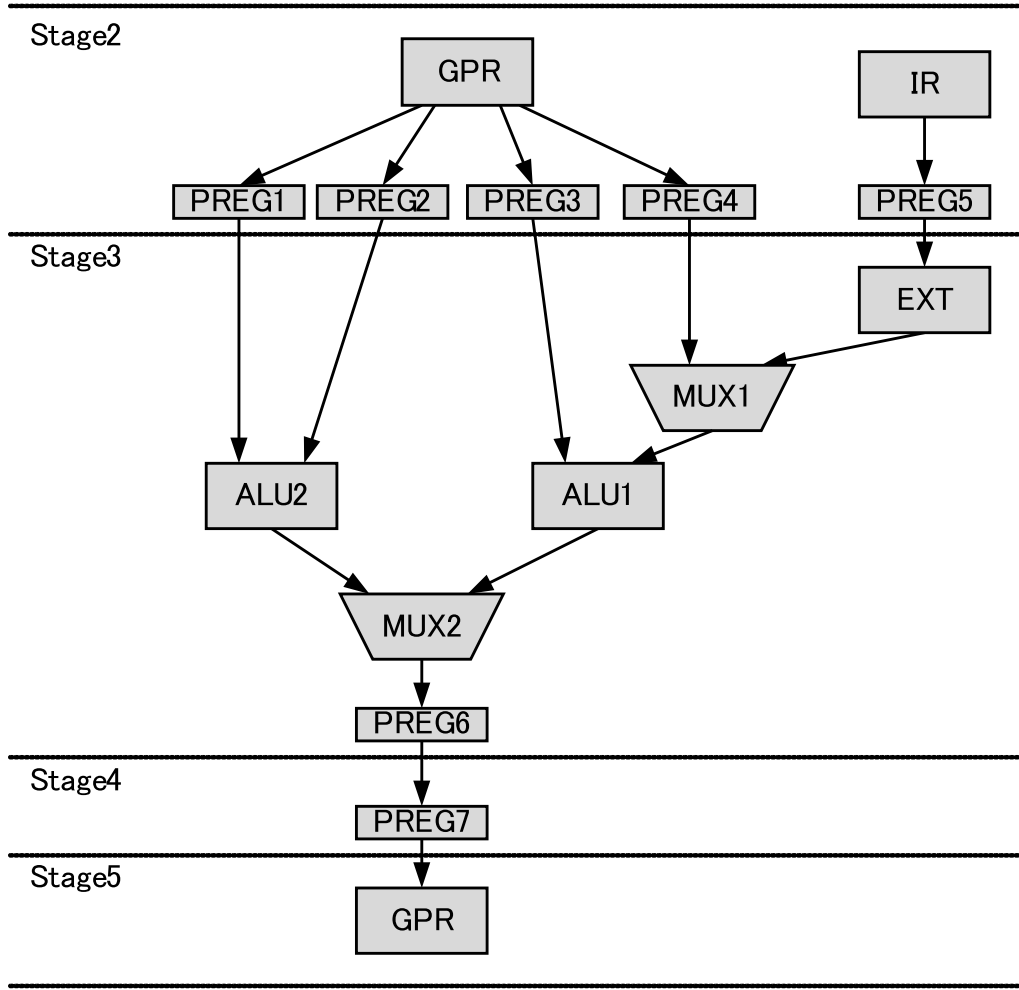 Stage2
GPR
IR
PREG1 PREG2 PREG3 PREG4 PREG5
Stage3
EXT
MUX1
ALU2 ALU1
MUX2
PREG6
Stage4
PREG7
Stage5
GPR